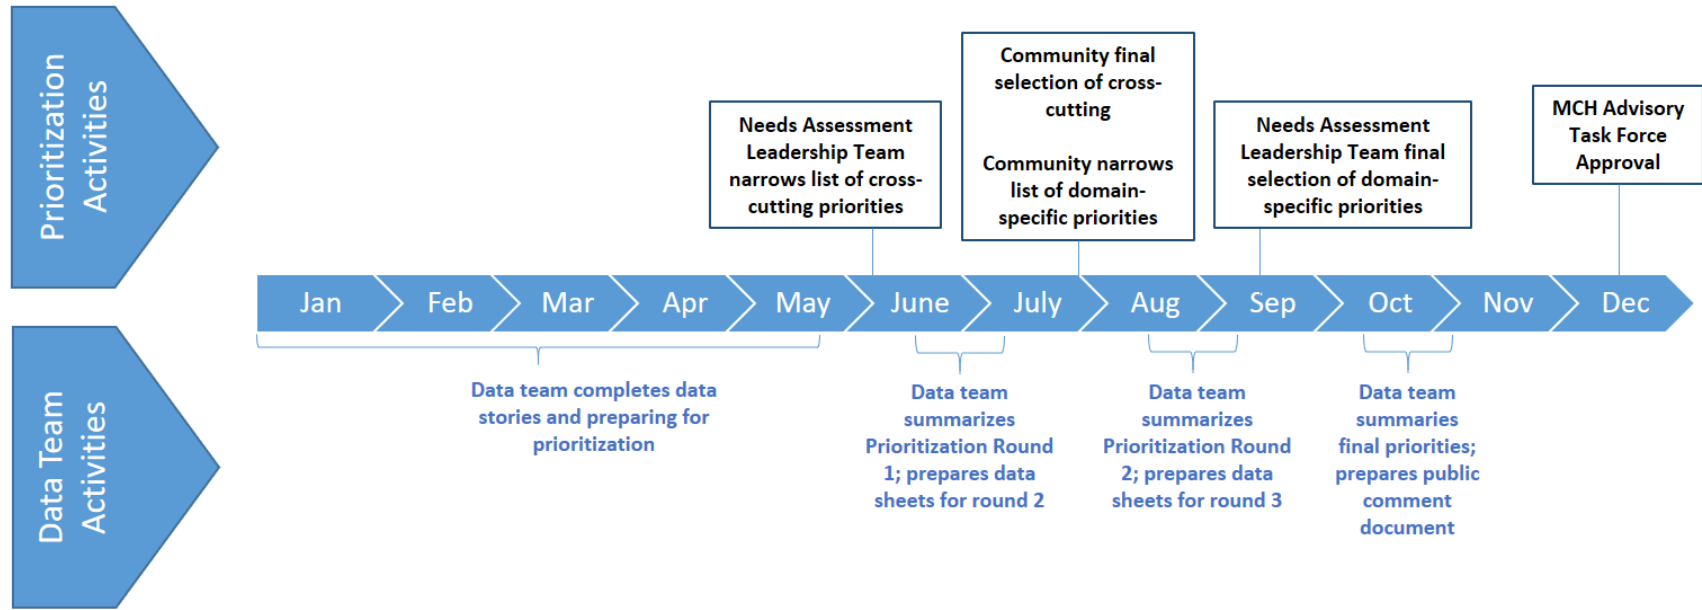 Prioritization
Activities
Needs Assessment
Leadership Team
narrows list of cross-
cutting priorities
Community final
selection of cross-
cutting
Community narrows
list of domain-
specific priorities
Needs Assessment
Leadership Team final
selection of domain-
specific priorities
MCH Advisory
Task Force
Approval
Jan
Feb
Mar
Apr
May
June
July
Aug
Sep
Oct
Nov
Dec
Data Team
Activities
Data team completes data
stories and preparing for
prioritization
Data team
summarizes
Prioritization Round
1; prepares data
sheets for round 2
Data team
summarizes
Prioritization Round
2; prepares data
sheets for round 3
Data team
summaries
final priorities;
prepares public
comment
document